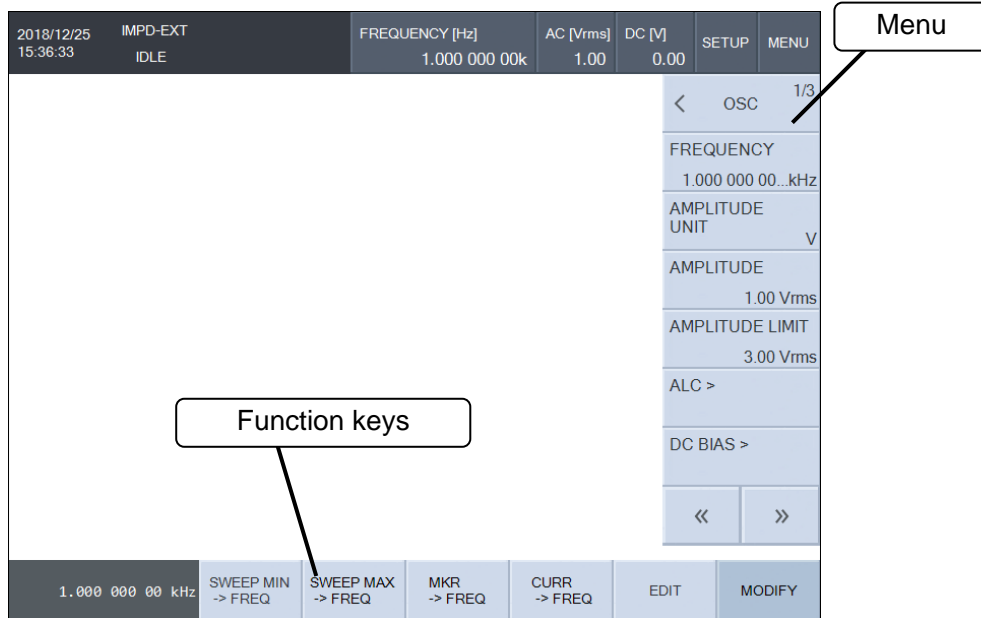 Menu
2018/12/25 IMPD-EXT FREQUENCY [Hz] AC [Vrms] DC [V] SETUP MENU
15:36:33 IDLE 1.000 000 00k 1.00 0.00
< OSC 1/3
FREQUENCY
1.000 000 00...kHz
AMPLITUDE
UNIT
V
AMPLITUDE
1.00 Vrms
AMPLITUDE LIMIT
3.00 Vrms
ALC >
Function keys
DC BIAS >
« »
1.000 000 00 kHz SWEEP MIN SWEEP MAX MKR CURR EDIT MODIFY
-> FREQ -> FREQ -> FREQ -> FREQ